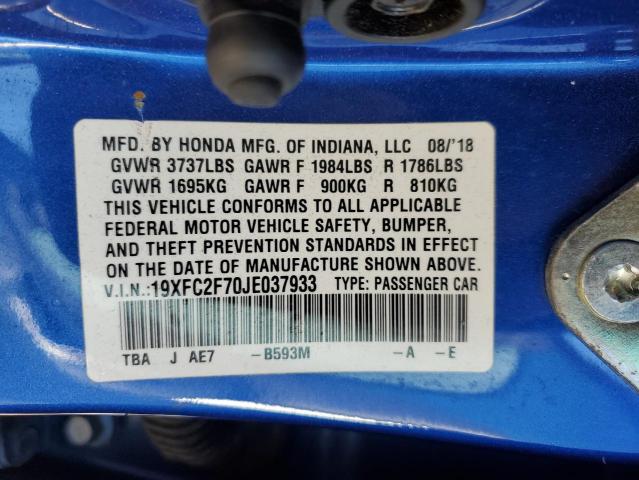 MFD. BY HONDA MFG. OF INDIANA, LLC 08/'18
GVWR 3737LBS GAWR F 1984LBS R 1786LBS
GVWR 1695KG GAWR F 900KG R 810KG
THIS VEHICLE CONFORMS TO ALL APPLICABLE
FEDERAL MOTOR VEHICLE SAFETY, BUMPER,
AND THEFT PREVENTION STANDARDS IN EFFECT
ON THE DATE OF MANUFACTURE SHOWN ABOVE.
V.I.N.:19XFC2F70JE037933 TYPE: PASSENGER CAR
TBA J AE7 -B593M -A -E